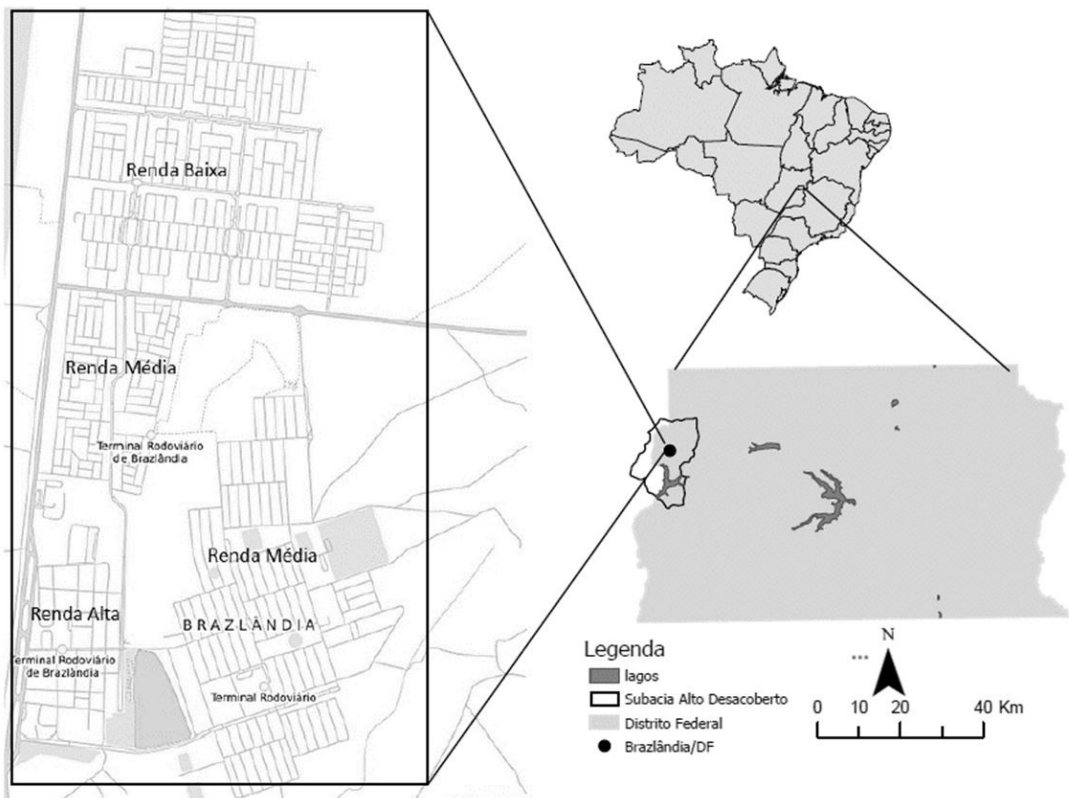 Renda Baixa
Renda Média
Terminal Rodoviário
de Brazlândia
Renda Média
Renda Alta
BRAZLÂNDIA
Terminal Rodoviário
de Brazlândia
Terminal Rodoviário
Legenda
lagos
Subacia Alto Desacoberto
Distrito Federal
Brazlândia/DF
N
0 10 20 40 Km